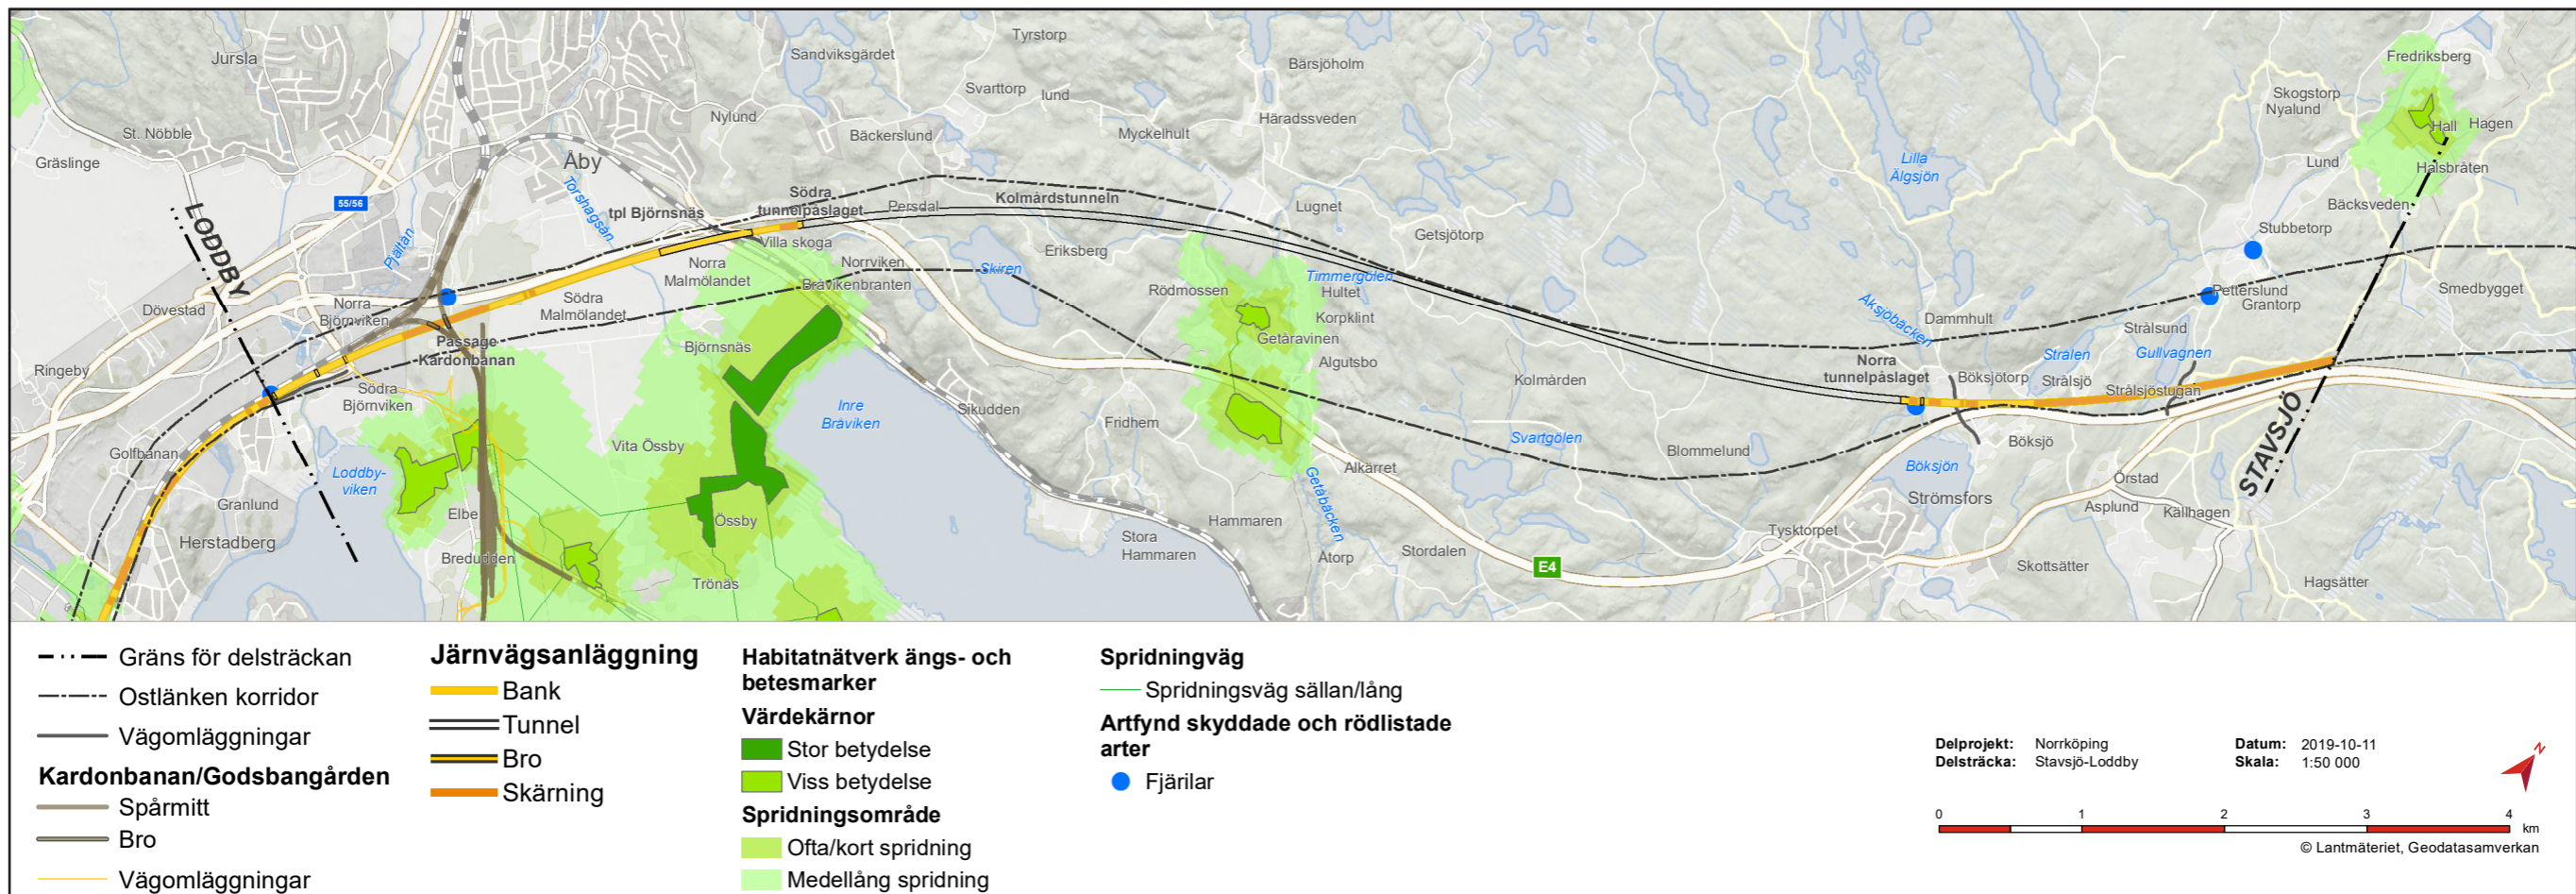 Jursla
St. Nöbble
Gräslinge
55/56
LODDBY
Pjältån
Dövestad
Ringeby
Golfbanan
Granlund
Herstadberg
Loddby-
viken
Norra
Björnviken
Södra
Björnviken
Passage
Kardonbanan
Elbe
Bredudden
Åby
Torshagsån
tpl Björnsnäs
Södra
tunnelpåslaget
Villa skoga
Norra
Malmölandet
Södra
Malmölandet
Norrviken
Bråvikenbranten
Björnsnäs
Vita Össby
Össby
Trönäs
Inre
Bråviken
Sandviksgärdet
Nylund
Bäckerslund
Svarttorp
lund
Tyrstorp
Myckelhult
Persdal
Kolmårdstunneln
Skiren
Eriksberg
Sikudden
Fridhem
Stora
Hammaren
Hammaren
Bärsjöholm
Häradssveden
Lugnet
Rödmossen
Timmergölen
Hultet
Korpklint
Getåravinen
Algutsbo
Alkärret
Getåbäcken
Åtorp
Stordalen
Getsjötorp
Kolmården
Svartgölen
E4
Blommelund
Tysktorpet
Lilla
Älgsjön
Aksjöbäcken
Dammhult
Norra
tunnelpåslaget
Böksjötorp
Böksjön
Böksjö
Strömsfors
Skottsätter
Strålen
Strålsjö
Strålsund
Gullvagnen
Strålsjöstugan
Örstad
Asplund
Källhagen
Hagsätter
STAVSJÖ
Petterslund
Grantorp
Stubbetorp
Bäcksveden
Smedbygget
Lund
Skogstorp
Nyalund
Fredriksberg
Hall
Hagen
Halsbråten
Gräns för delsträckan
Ostlänken korridor
Vägomläggningar
Kardonbanan/Godsbangården
Spårmitt
Bro
Vägomläggningar
Järnvägsanläggning
Bank
Tunnel
Bro
Skärning
Habitatnätverk ängs- och
betesmarker
Värdekärnor
Stor betydelse
Viss betydelse
Spridningsområde
Ofta/kort spridning
Medellång spridning
Spridningväg
Spridningsväg sällan/lång
Artfynd skyddade och rödlistade
arter
Fjärilar
Delprojekt: Norrköping
Delsträcka: Stavsjö-Loddby
Datum: 2019-10-11
Skala: 1:50 000
N
0 1 2 3 4
km
© Lantmäteriet, Geodatasamverkan